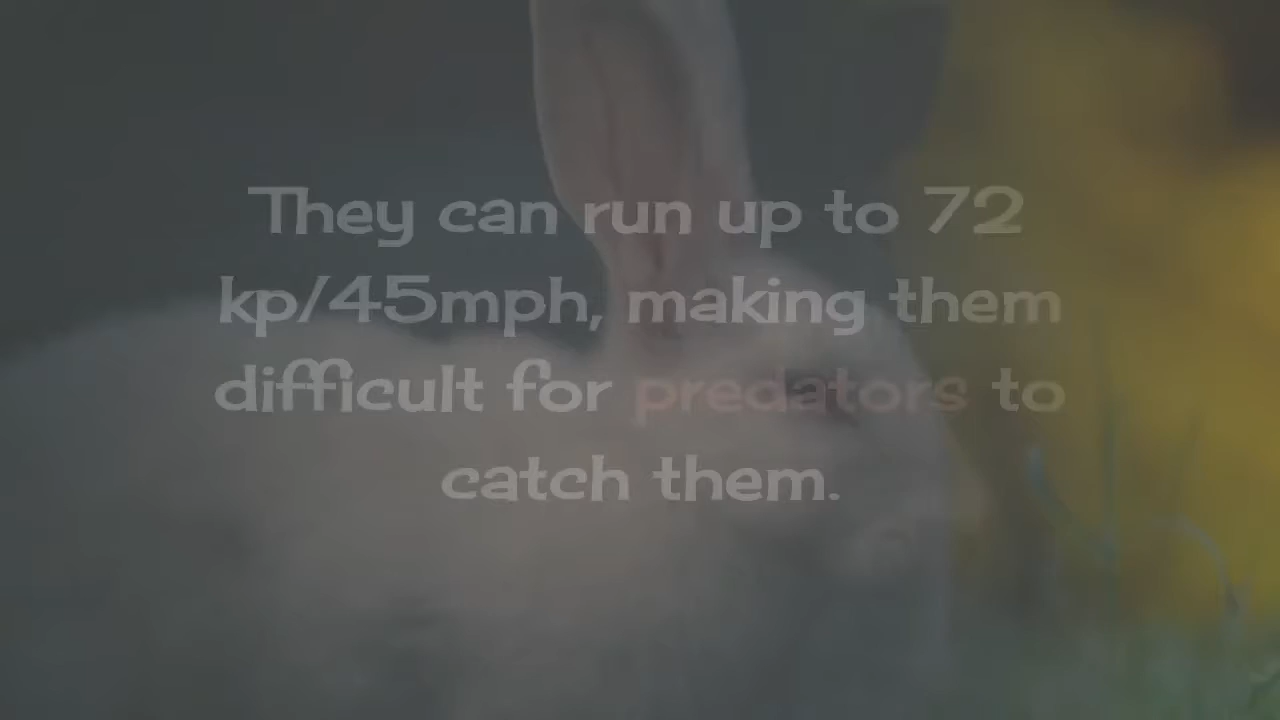 They can run up to 72
kp/45mph, making them
difficult for predators to
catch them.